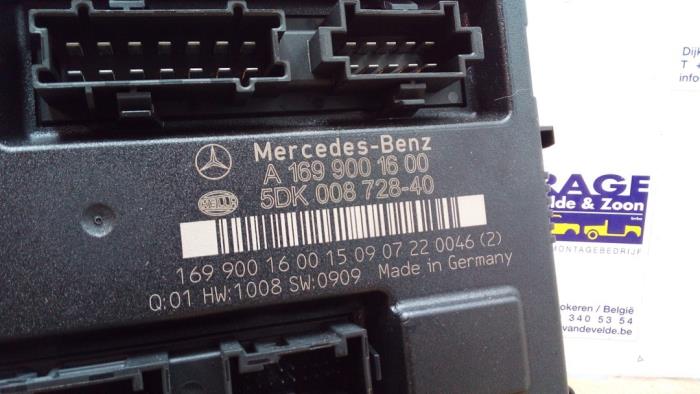 Mercedes-Benz
A 169 900 16 00
HELLA
5DK 008 728-40
169 900 16 00 15 09 07 22 0046 (2)
Q:01 HW:1008 SW:0909 Made in Germany
Dijk
T +
info
RAGE
elde & Zoon
MONTAGEBEDRIJF
okeren / België
340 53 54
vandevelde.be